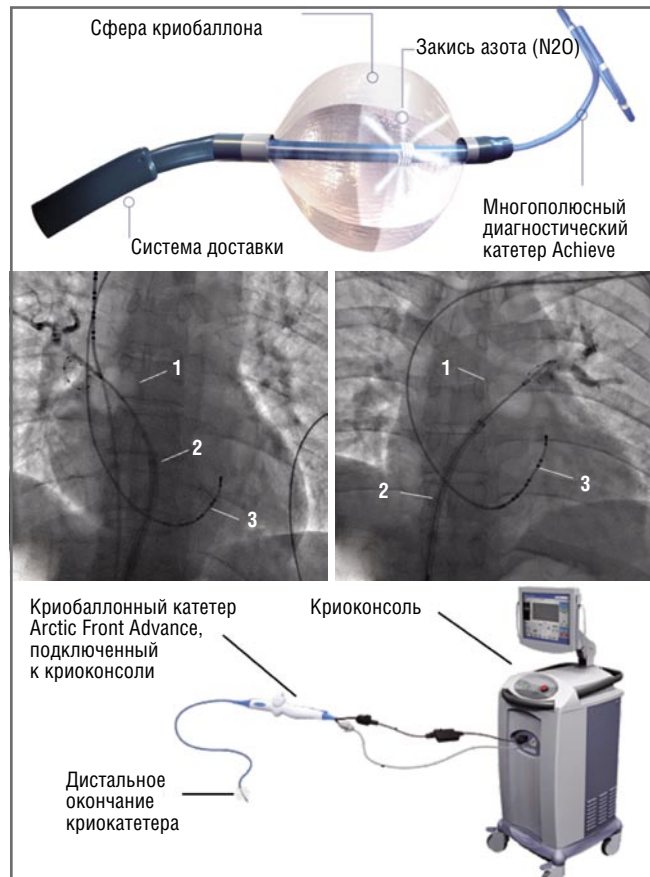 Сфера криобаллона
Закись азота (N2O)
Система доставки
Многополюсный
диагностический
катетер Achieve
1
2
3
1
2
3
Криобаллонный катетер
Arctic Front Advance,
подключенный
к криоконсоли
Криоконсоль
Дистальное
окончание
криокатетера